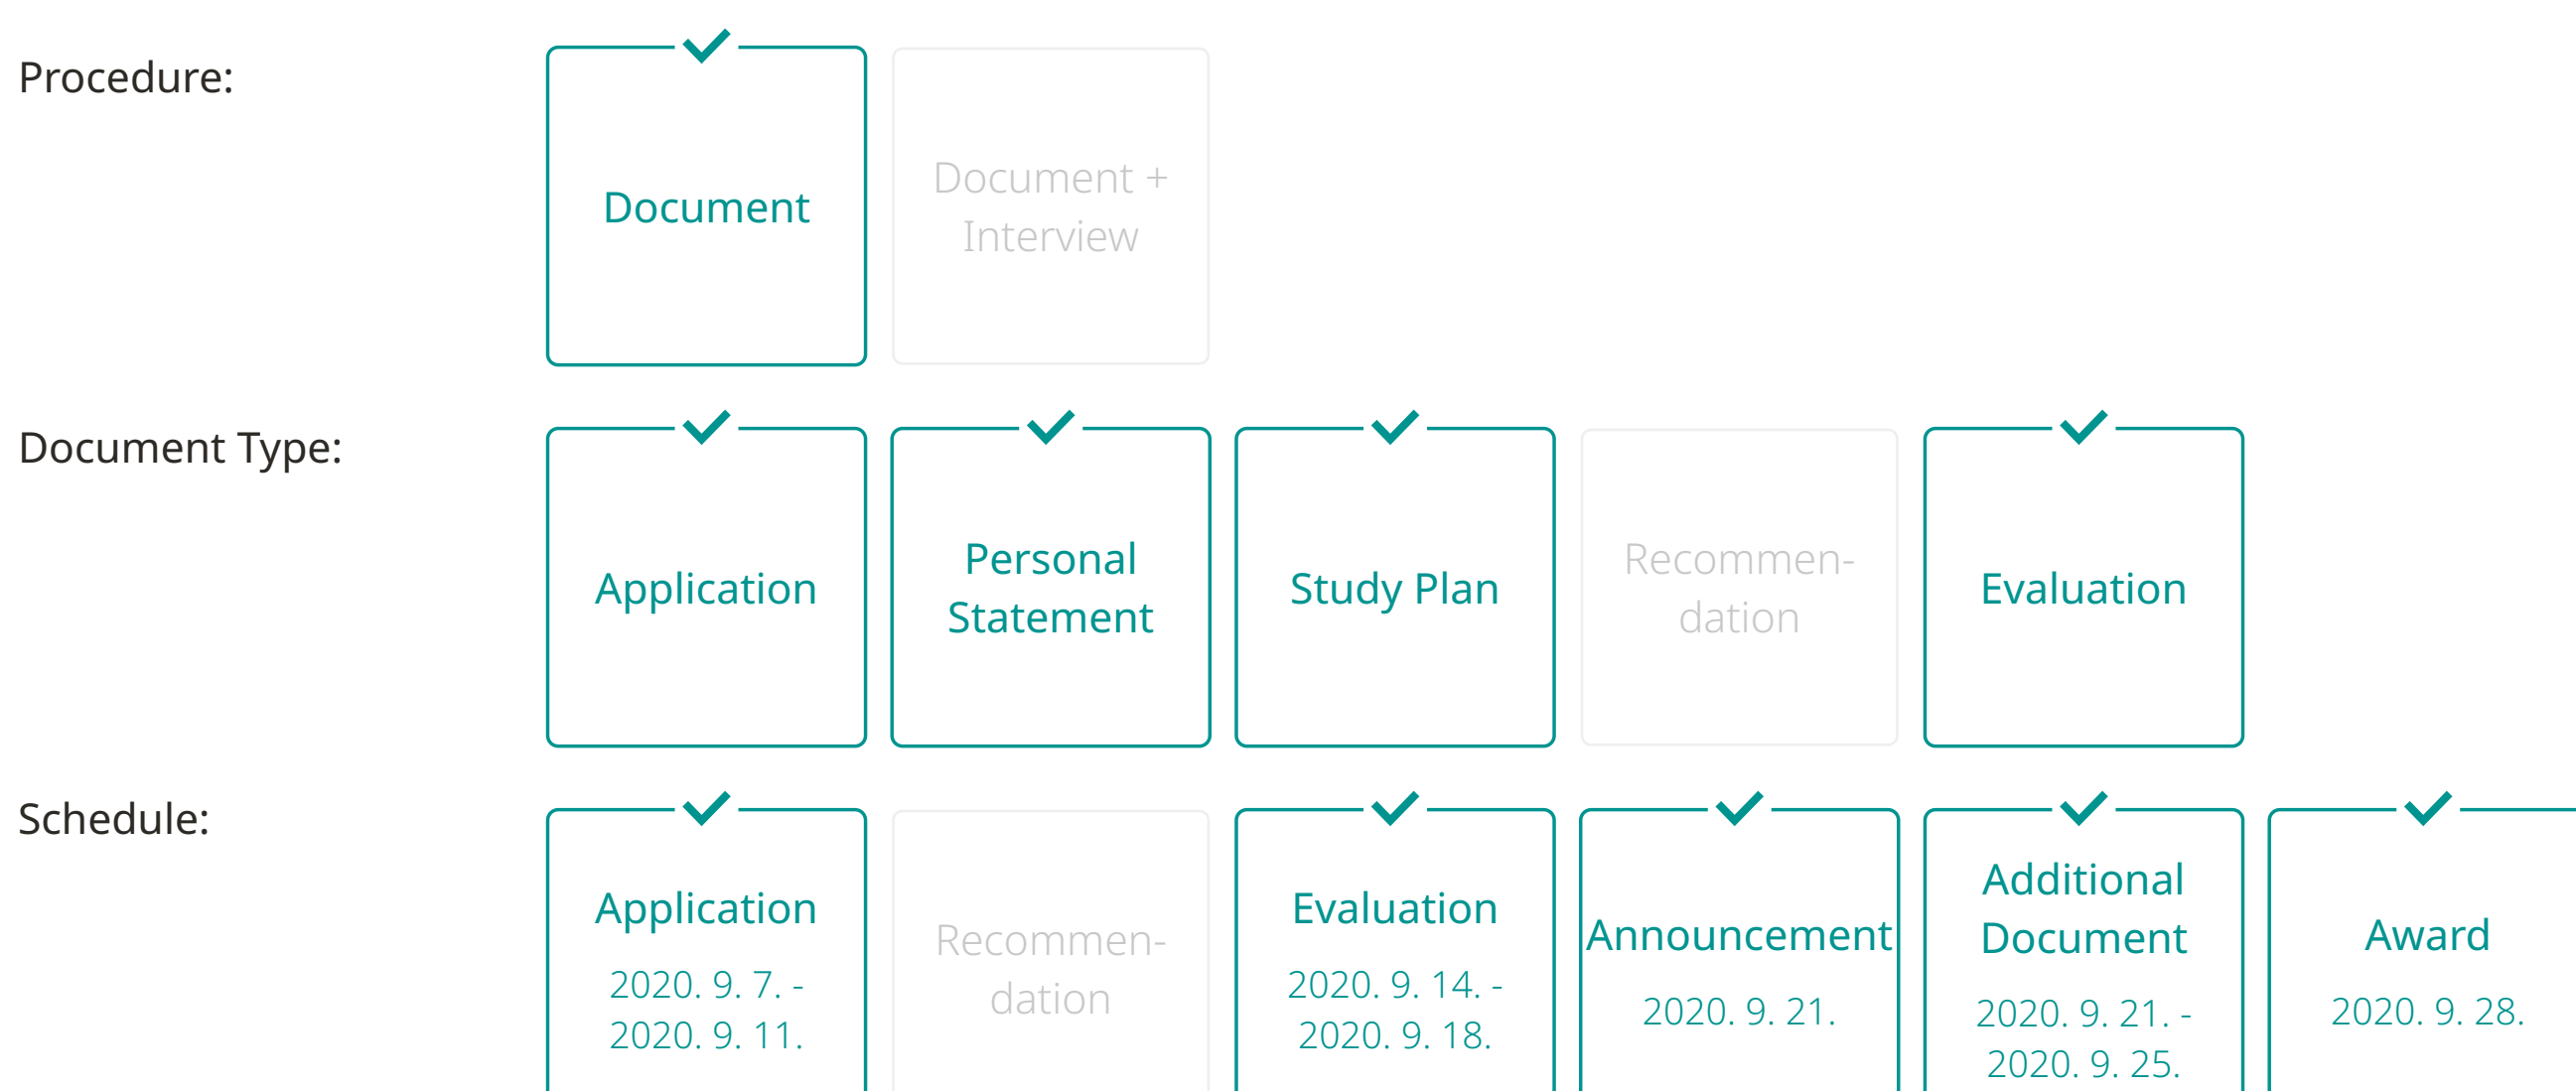 Procedure:
Document
Document +
Interview
Document Type:
Application
Personal
Statement
Study Plan
Recommen-
dation
Evaluation
Schedule:
Application
2020. 9. 7. -
2020. 9. 11.
Recommen-
dation
Evaluation
2020. 9. 14. -
2020. 9. 18.
Announcement
2020. 9. 21.
Additional
Document
2020. 9. 21. -
2020. 9. 25.
Award
2020. 9. 28.